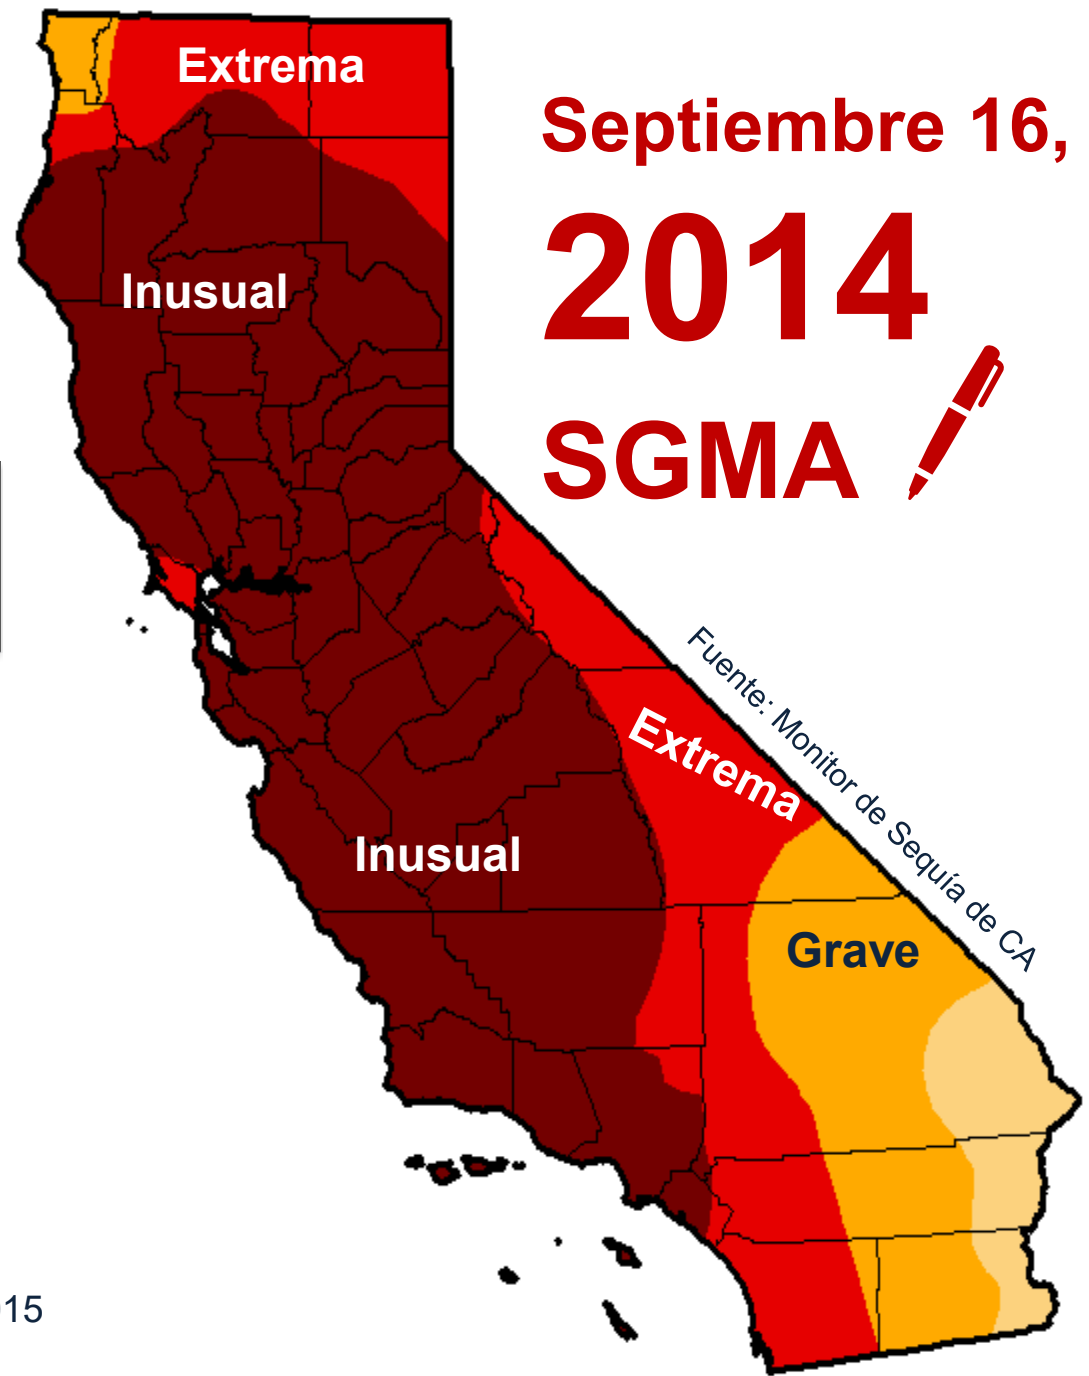 Extrema
Septiembre 16,
2014
SGMA
Inusual
Fuente: Monitor de Sequía de CA
Extrema
Inusual
Grave
15